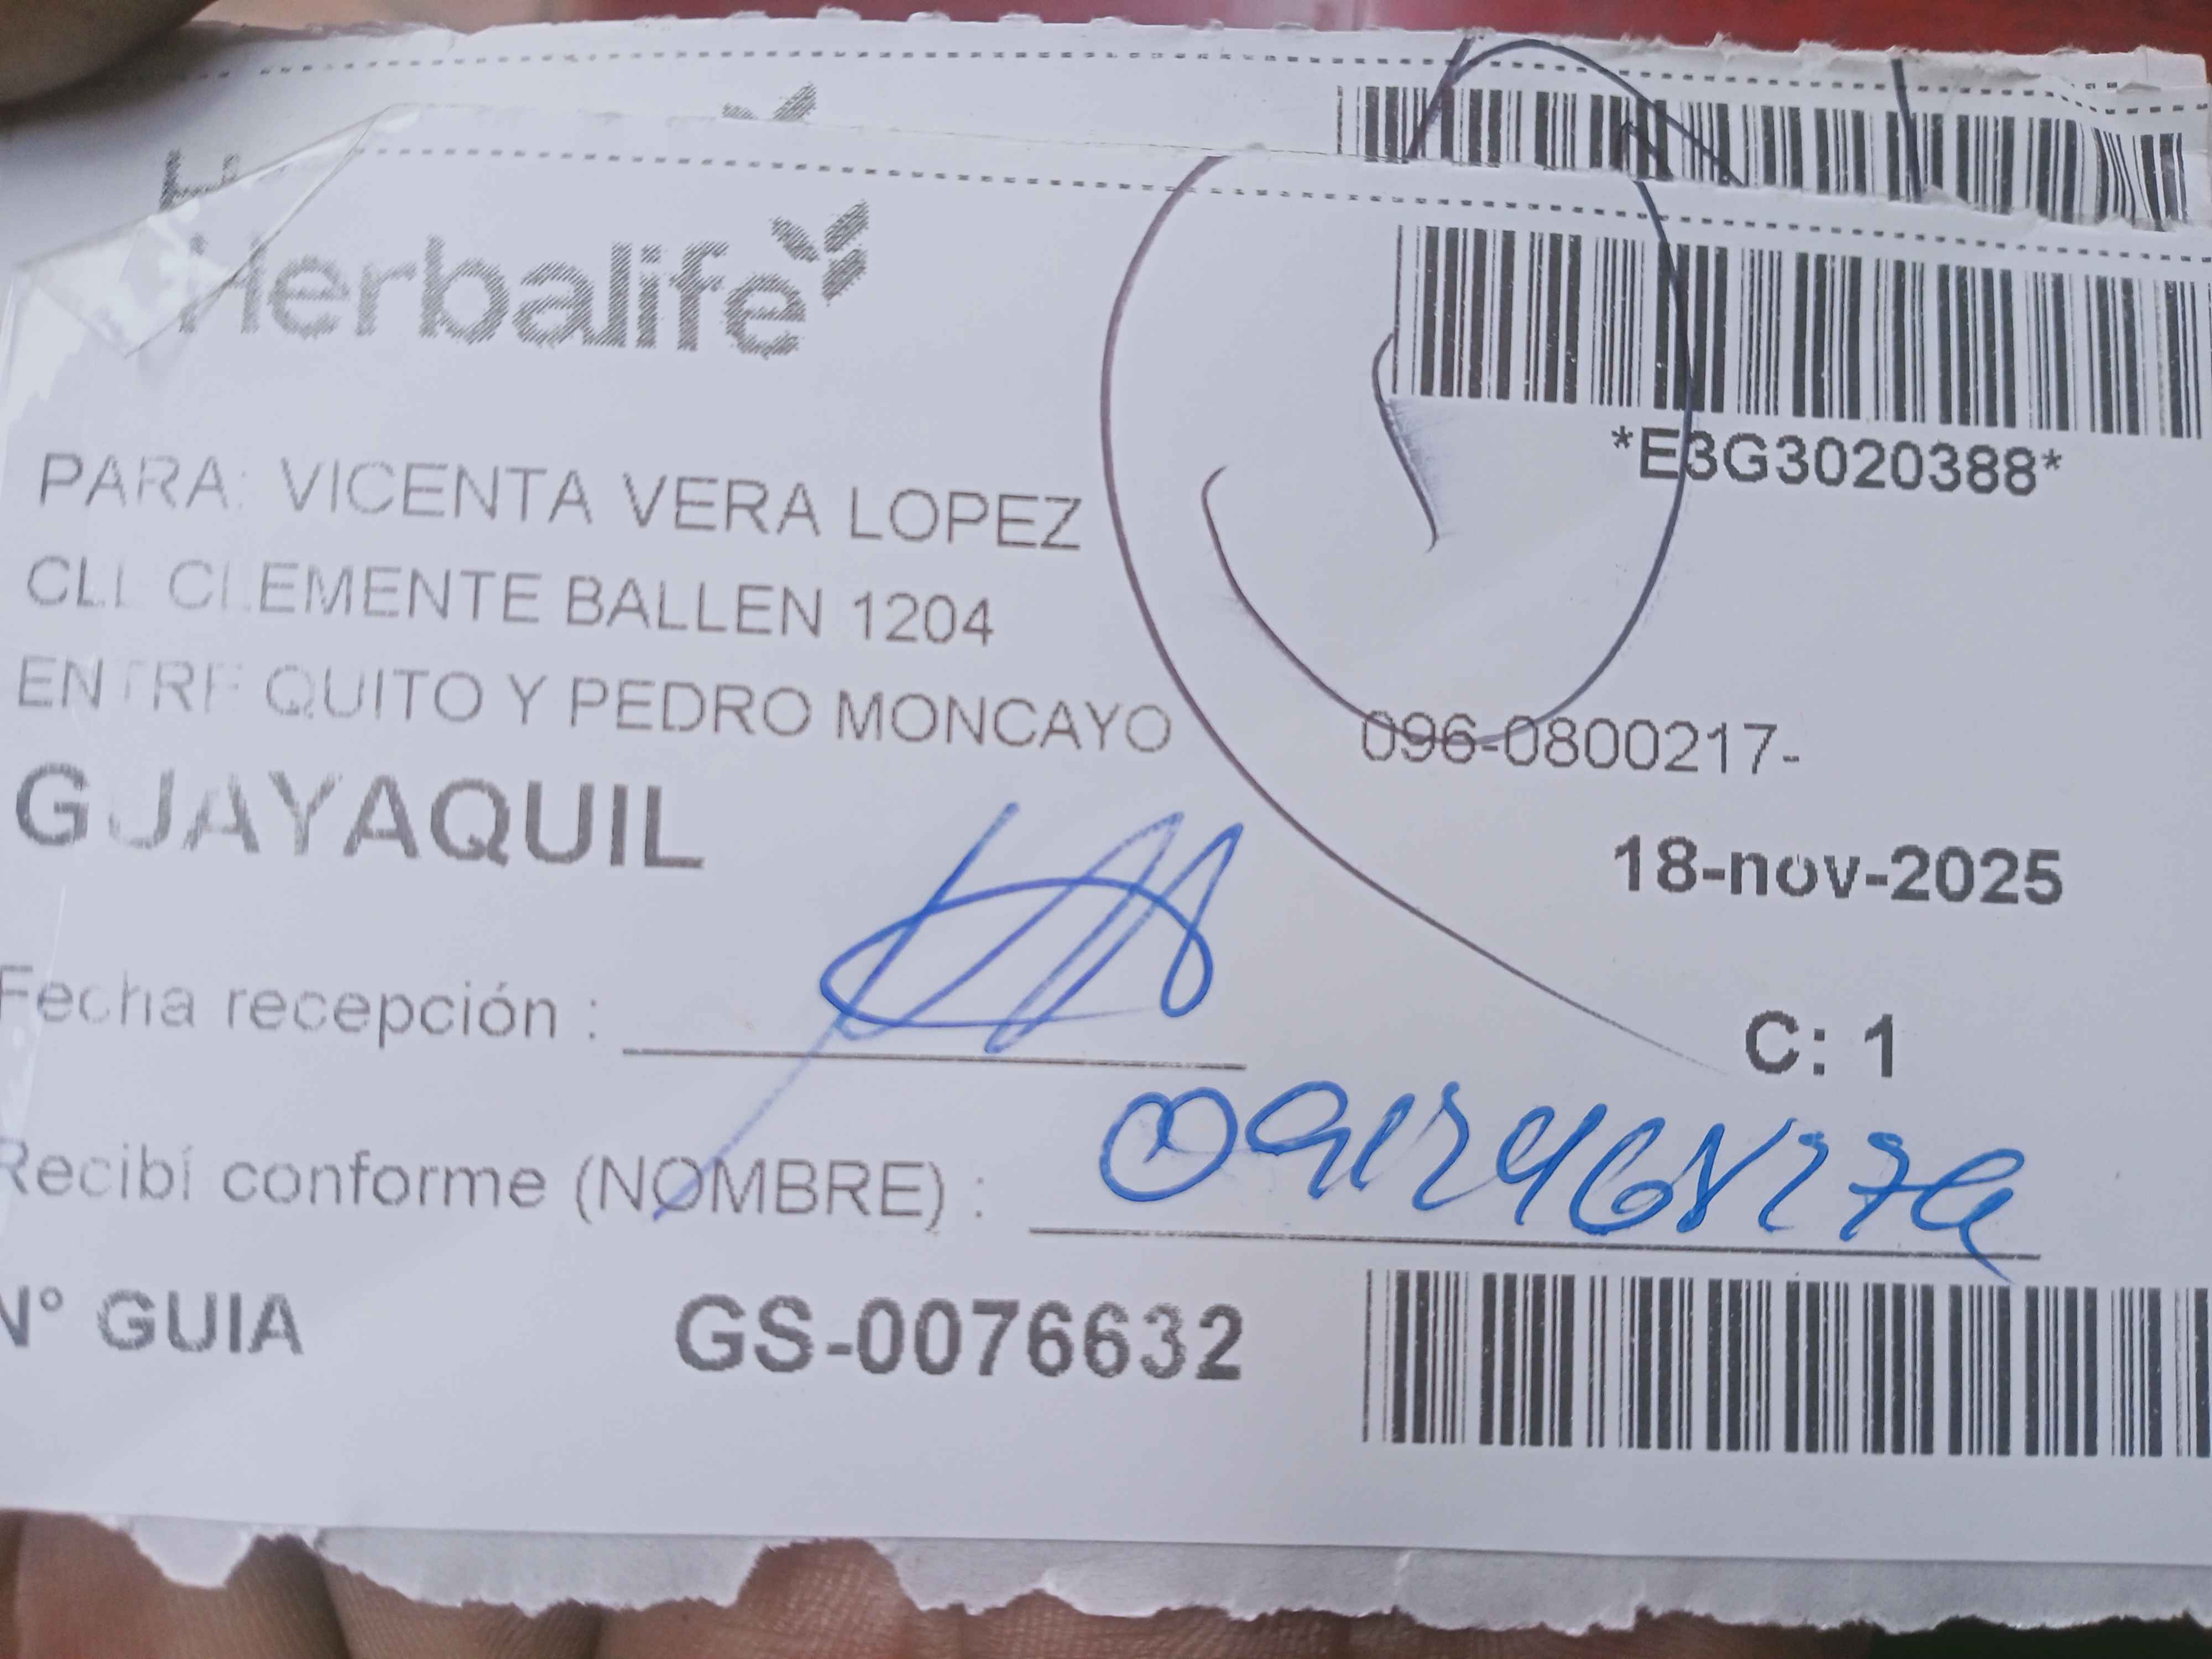 Herbalife
*E3G3020388*
PARA: VICENTA VERA LOPEZ
CLL CLEMENTE BALLEN 1204
ENTRE QUITO Y PEDRO MONCAYO
096-0800217-
GUAYAQUIL
18-nov-2025
Fecha recepción :
C: 1
Recibí conforme (NOMBRE) :
N° GUIA GS-0076632